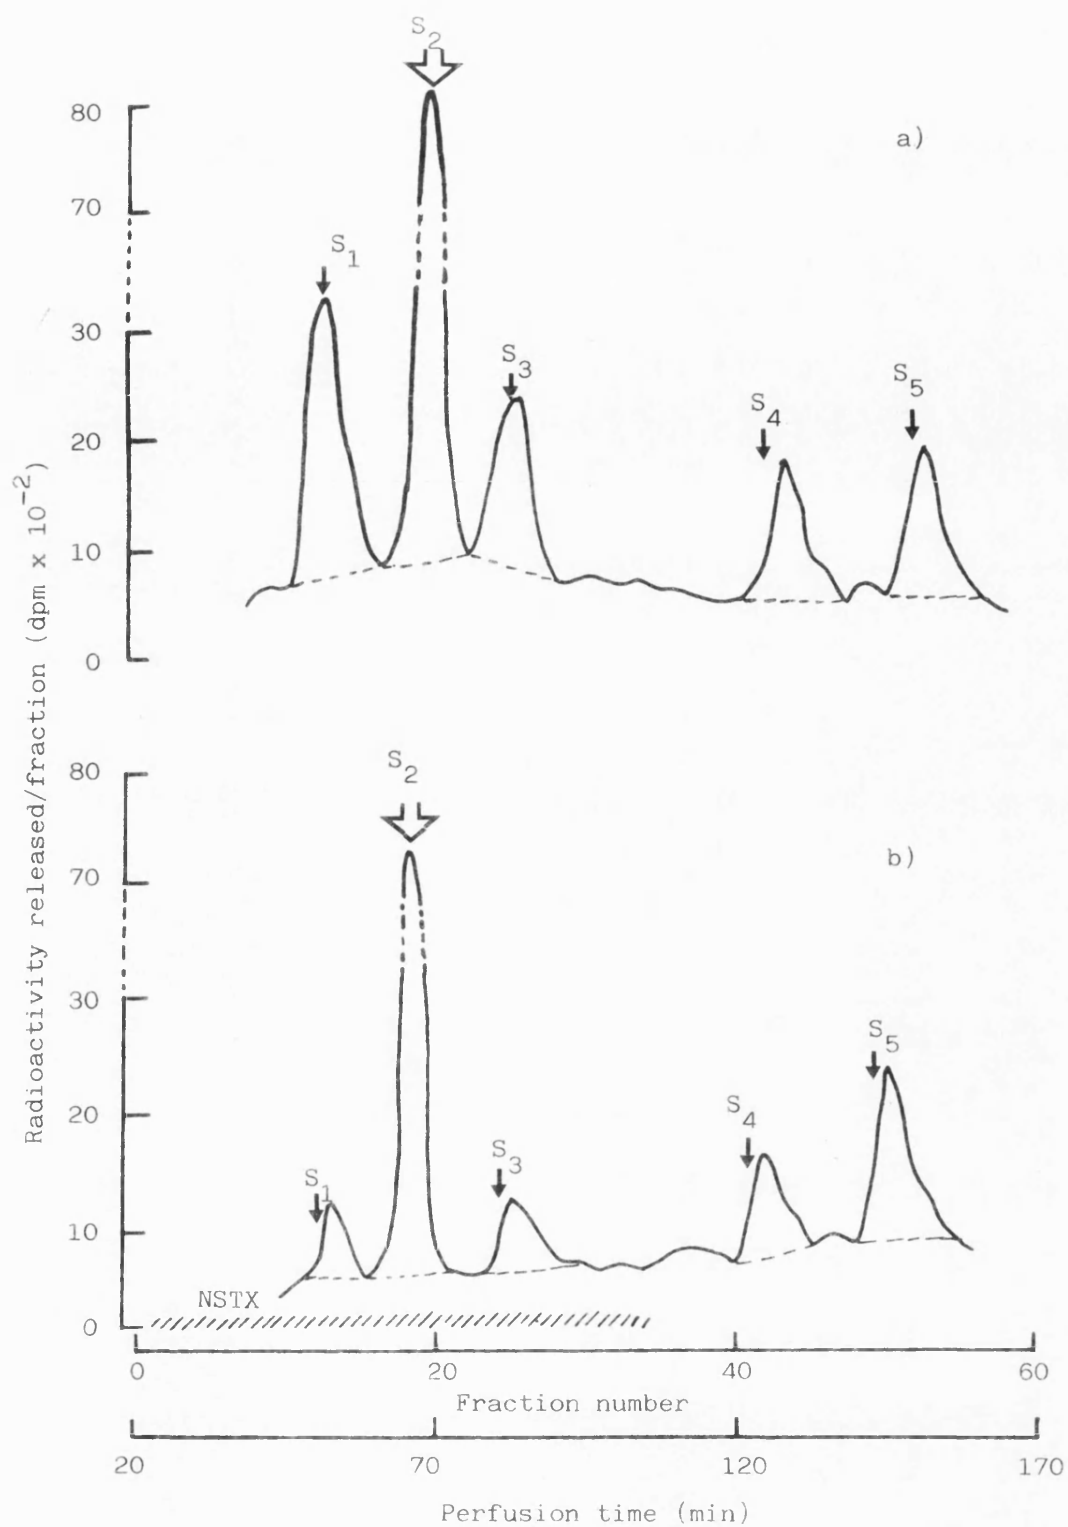 S2
80
a)
70
S1
30
S3
S5
S4
20
10
0
Radioactivity released/fraction (dpm x 10-2)
S2
80
b)
70
30
S5
20
S4
S3
S1
10
NSTX
0
0 20 40 60
Fraction number
20 70 120 170
Perfusion time (min)